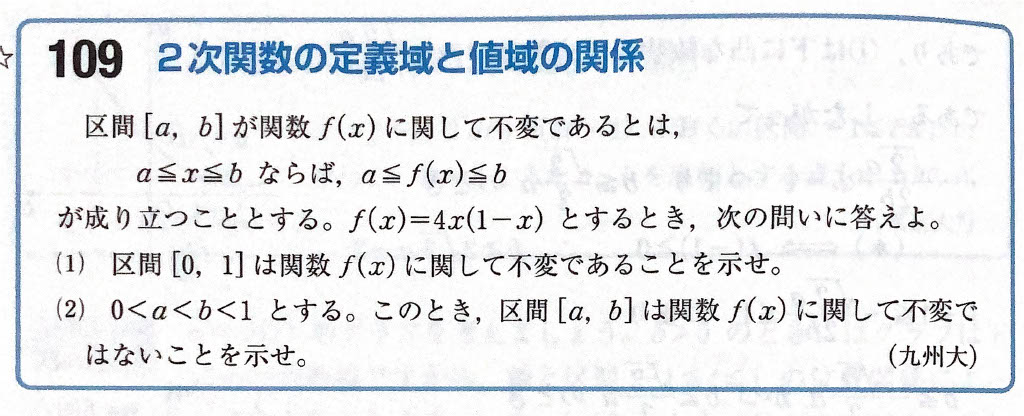 ☆
109 2次関数の定義域と値域の関係
区間[a, b]が関数 f(x) に関して不変であるとは,
a≦x≦b ならば, a≦f(x)≦b
が成り立つこととする。f(x)=4x(1−x) とするとき, 次の問いに答えよ。
(1) 区間[0, 1]は関数 f(x) に関して不変であることを示せ。
(2) 0<a<b<1 とする。このとき, 区間[a, b]は関数 f(x) に関して不変で
はないことを示せ。 (九州大)